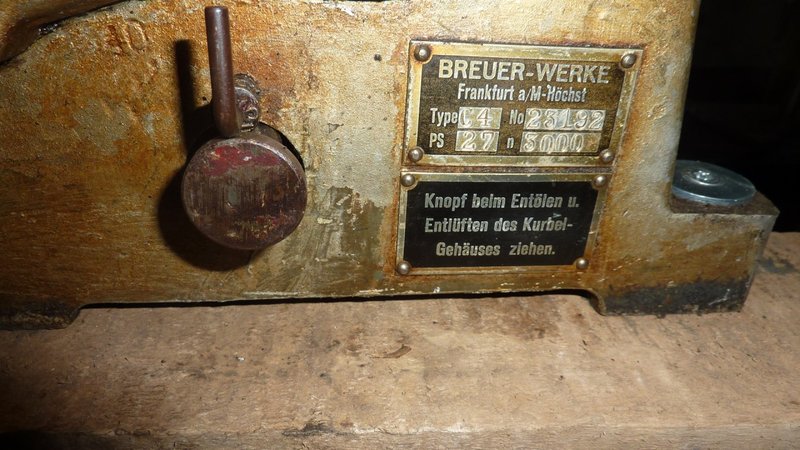 40
BREUER-WERKE
Frankfurt a/M-Höchst
Type C4 No 23192
PS 27 n 3000
Knopf beim Entölen u.
Entlüften des Kurbel-
Gehäuses ziehen.